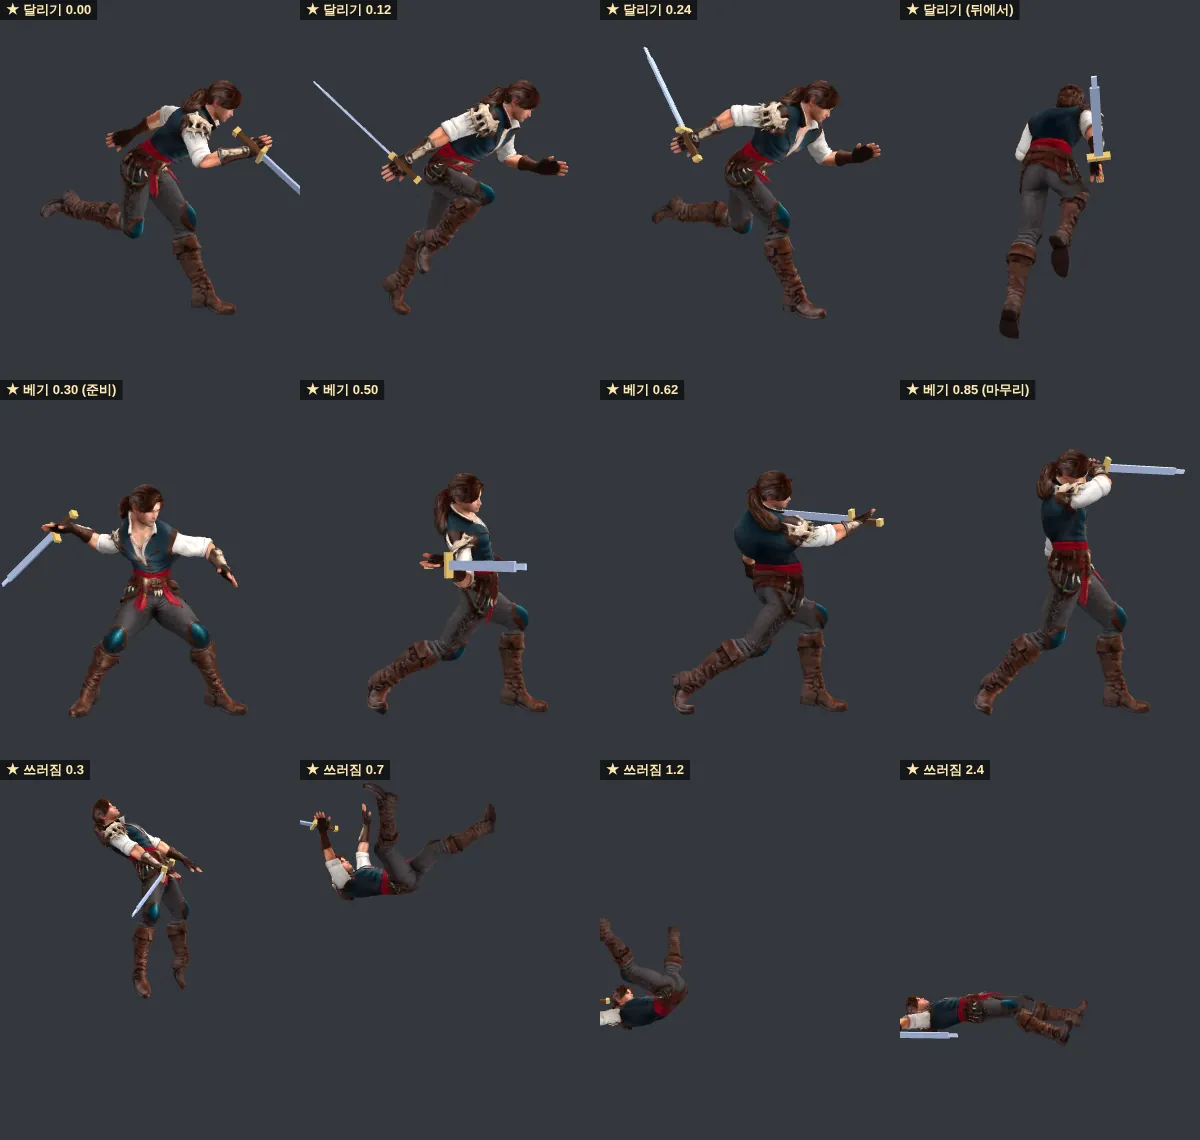 ★ 달리기 0.00
★ 달리기 0.12
★ 달리기 0.24
★ 달리기 (뒤에서)
★ 베기 0.30 (준비)
★ 베기 0.50
★ 베기 0.62
★ 베기 0.85 (마무리)
★ 쓰러짐 0.3
★ 쓰러짐 0.7
★ 쓰러짐 1.2
★ 쓰러짐 2.4